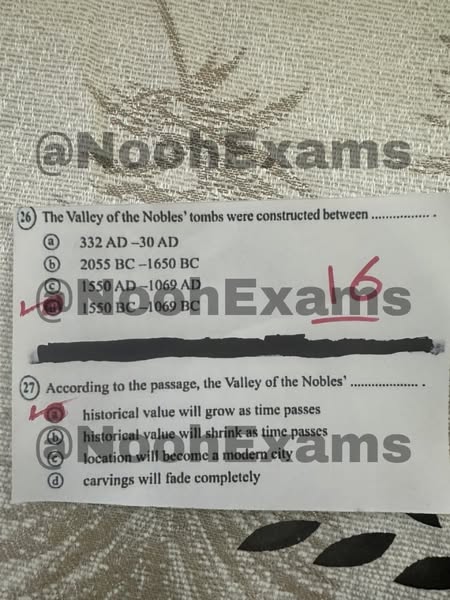 @NoohExams
26 The Valley of the Nobles' tombs were constructed between ................ .
a 332 AD –30 AD
b 2055 BC –1650 BC
c 1550 AD –1069 AD
@NoohExams
16
1550 BC –1069 BC
27 According to the passage, the Valley of the Nobles' .................. .
a historical value will grow as time passes
b historical value will shrink as time passes
@NoohExams
c location will become a modern city
d carvings will fade completely